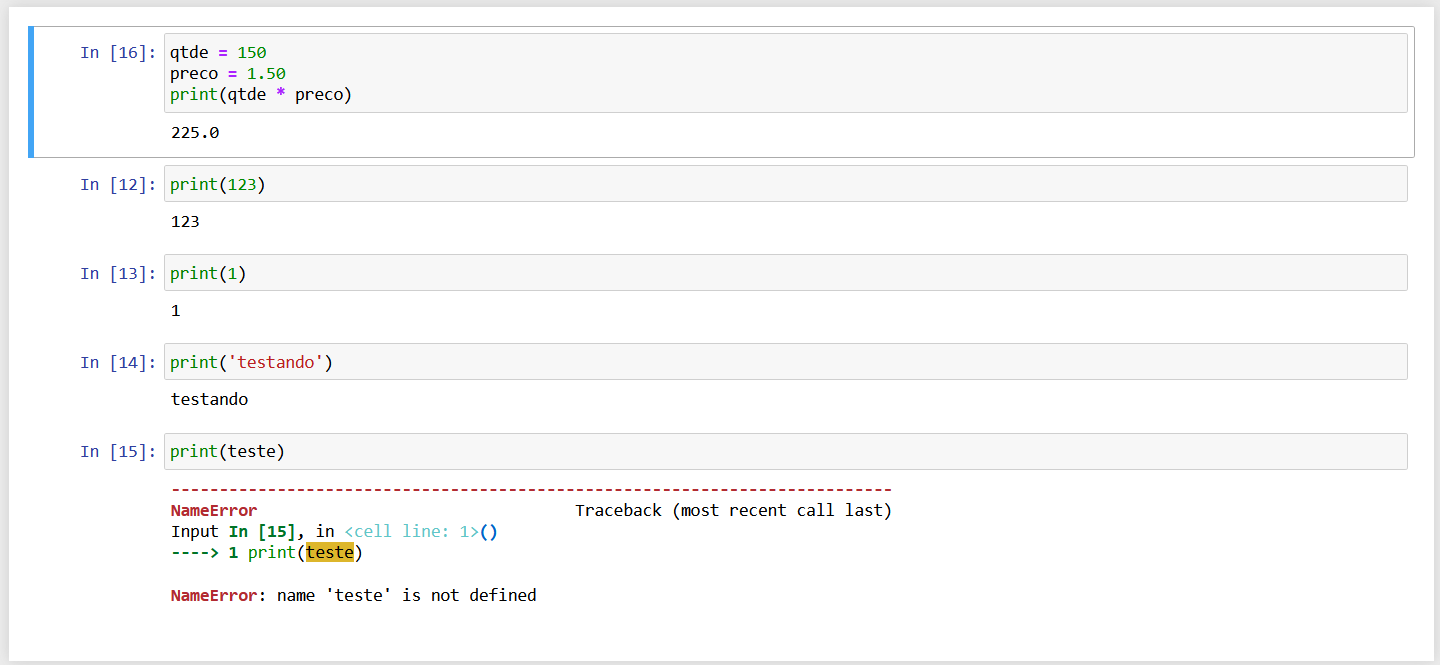 In [16]: qtde = 150
preco = 1.50
print(qtde * preco)
225.0
In [12]: print(123)
123
In [13]: print(1)
1
In [14]: print('testando')
testando
In [15]: print(teste)
---------------------------------------------------------------------------
NameError                                 Traceback (most recent call last)
Input In [15], in <cell line: 1>()
----> 1 print(teste)
NameError: name 'teste' is not defined